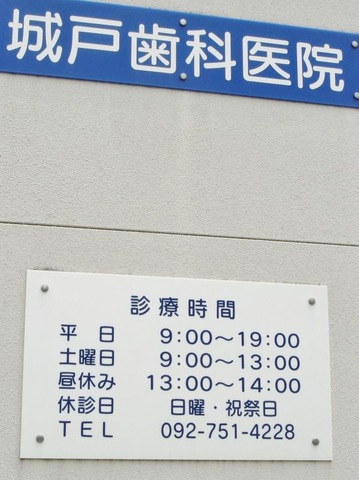 城戸歯科医院
診療時間
平日 9:00〜19:00
土曜日 9:00〜13:00
昼休み 13:00〜14:00
休診日 日曜・祝祭日
TEL 092-751-4228